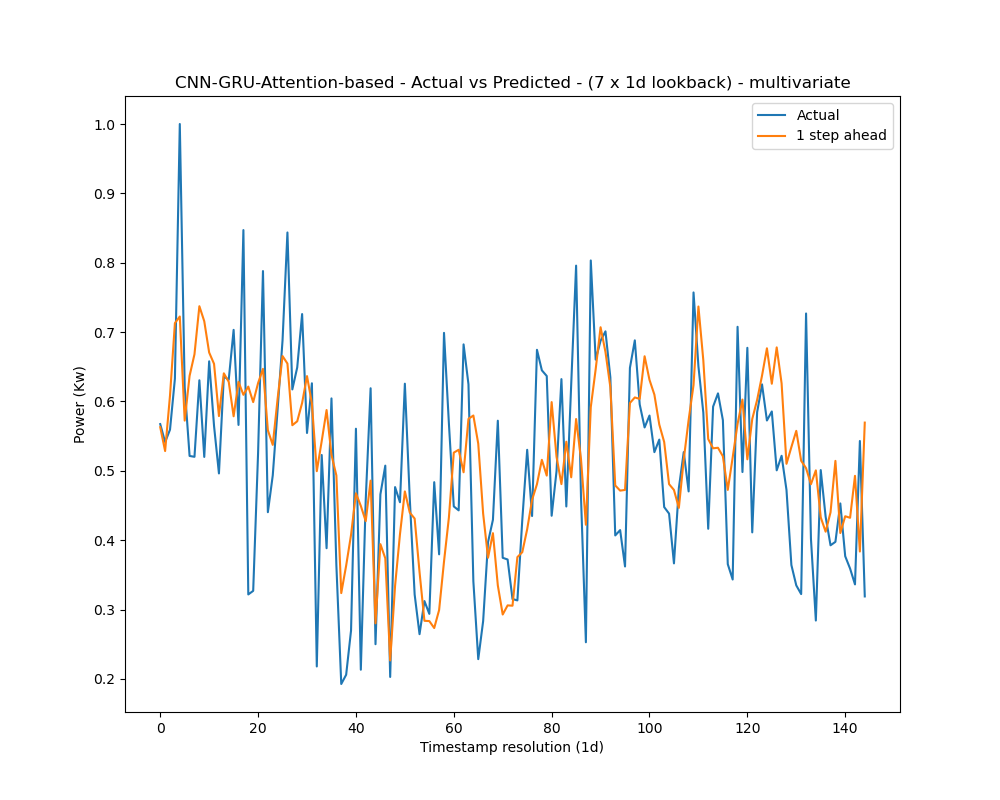 CNN-GRU-Attention-based - Actual vs Predicted - (7 x 1d lookback) - multivariate
Actual
1 step ahead
Power (Kw)
1.0
0.9
0.8
0.7
0.6
0.5
0.4
0.3
0.2
0 20 40 60 80 100 120 140
Timestamp resolution (1d)